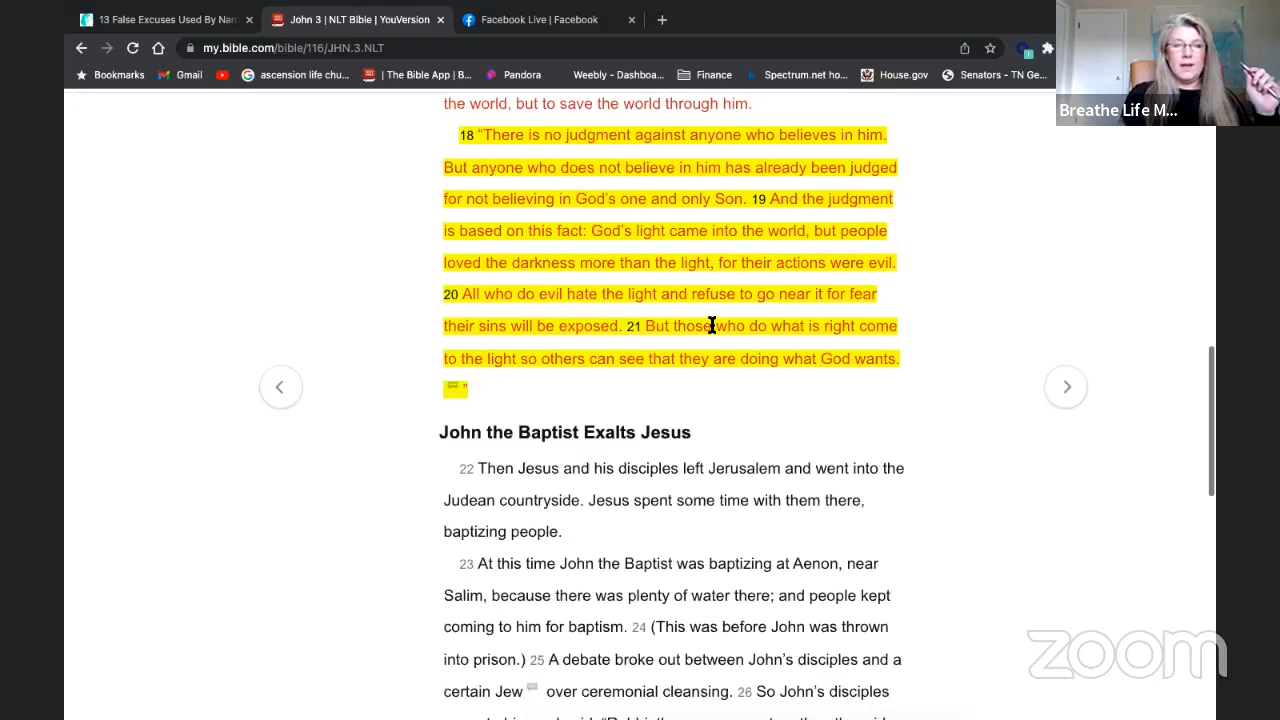 13 False Excuses Used By Nar
John 3 | NLT Bible | YouVersion
Facebook Live | Facebook
my.bible.com/bible/116/JHN.3.NLT
Bookmarks
Gmail
ascension life chu...
| The Bible App | B...
Pandora
Weebly - Dashboa...
Finance
Spectrum.net ho...
House.gov
Senators - TN Ge...
Breathe Life M...
the world, but to save the world through him.
18 “There is no judgment against anyone who believes in him.
But anyone who does not believe in him has already been judged
for not believing in God’s one and only Son. 19 And the judgment
is based on this fact: God’s light came into the world, but people
loved the darkness more than the light, for their actions were evil.
20 All who do evil hate the light and refuse to go near it for fear
their sins will be exposed. 21 But those who do what is right come
to the light so others can see that they are doing what God wants.
”
John the Baptist Exalts Jesus
22 Then Jesus and his disciples left Jerusalem and went into the
Judean countryside. Jesus spent some time with them there,
baptizing people.
23 At this time John the Baptist was baptizing at Aenon, near
Salim, because there was plenty of water there; and people kept
coming to him for baptism. 24 (This was before John was thrown
into prison.) 25 A debate broke out between John’s disciples and a
certain Jew over ceremonial cleansing. 26 So John’s disciples
zoom